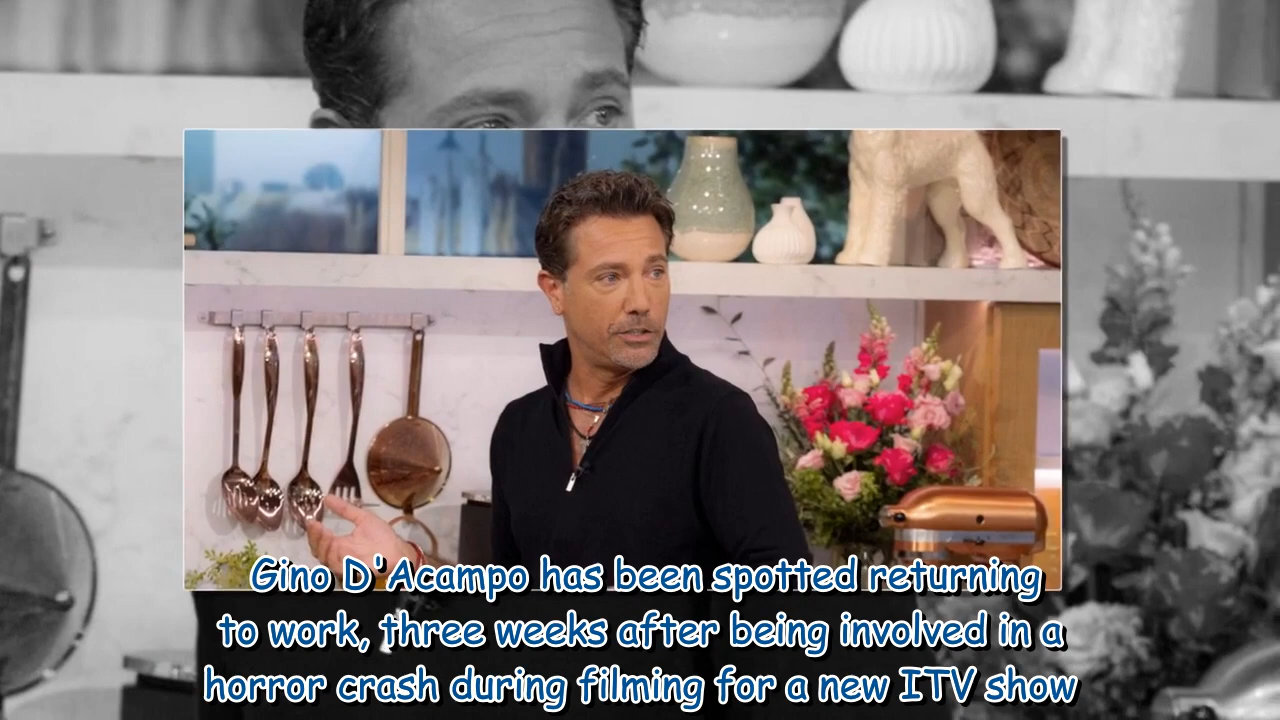 Gino D'Acampo has been spotted returning
to work, three weeks after being involved in a
horror crash during filming for a new ITV show